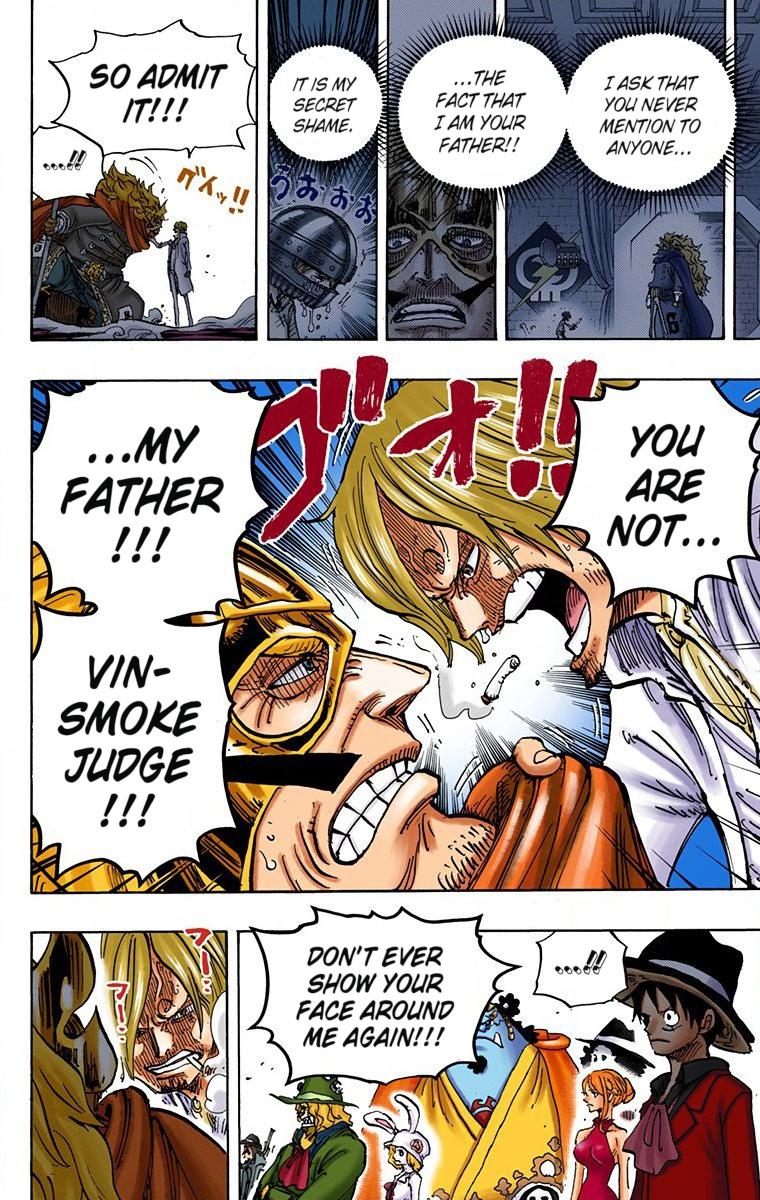 I ASK THAT
YOU NEVER
MENTION TO
ANYONE...
...THE
FACT THAT
I AM YOUR
FATHER!!
IT IS MY
SECRET
SHAME.
うおおお
SO ADMIT
IT!!!
...!!
グイッ!!
YOU
ARE
NOT...
ブオ!!
...MY
FATHER
!!!
VIN-
SMOKE
JUDGE
!!!
...!!
DON'T EVER
SHOW YOUR
FACE AROUND
ME AGAIN!!!
フー…
フー…